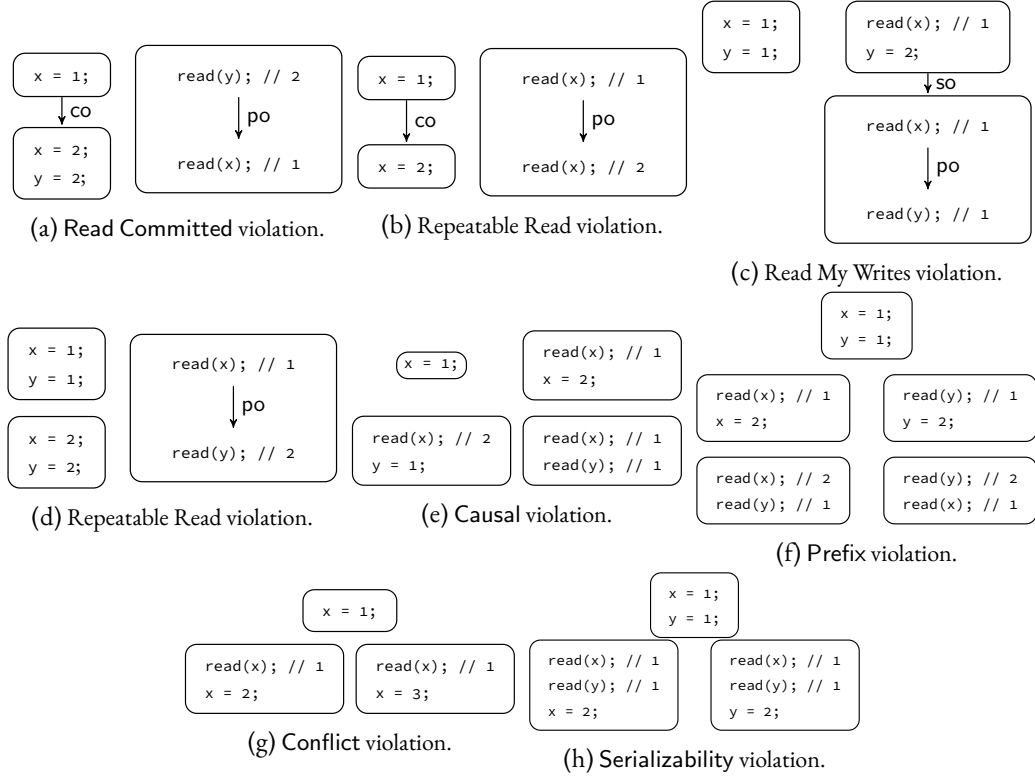 x = 1;
co
x = 2;
y = 2;
read(y); // 2
po
read(x); // 1
(a) Read Committed violation.
x = 1;
co
x = 2;
read(x); // 1
po
read(x); // 2
(b) Repeatable Read violation.
x = 1;
y = 1;
read(x); // 1
y = 2;
so
read(x); // 1
po
read(y); // 1
(c) Read My Writes violation.
x = 1;
y = 1;
x = 2;
y = 2;
read(x); // 1
po
read(y); // 2
(d) Repeatable Read violation.
x = 1;
read(x); // 1
x = 2;
read(x); // 2
y = 1;
read(x); // 1
read(y); // 1
(e) Causal violation.
x = 1;
y = 1;
read(x); // 1
x = 2;
read(y); // 1
y = 2;
read(x); // 2
read(y); // 1
read(y); // 2
read(x); // 1
(f) Prefix violation.
x = 1;
read(x); // 1
x = 2;
read(x); // 1
x = 3;
(g) Conflict violation.
x = 1;
y = 1;
read(x); // 1
read(y); // 1
x = 2;
read(x); // 1
read(y); // 1
y = 2;
(h) Serializability violation.